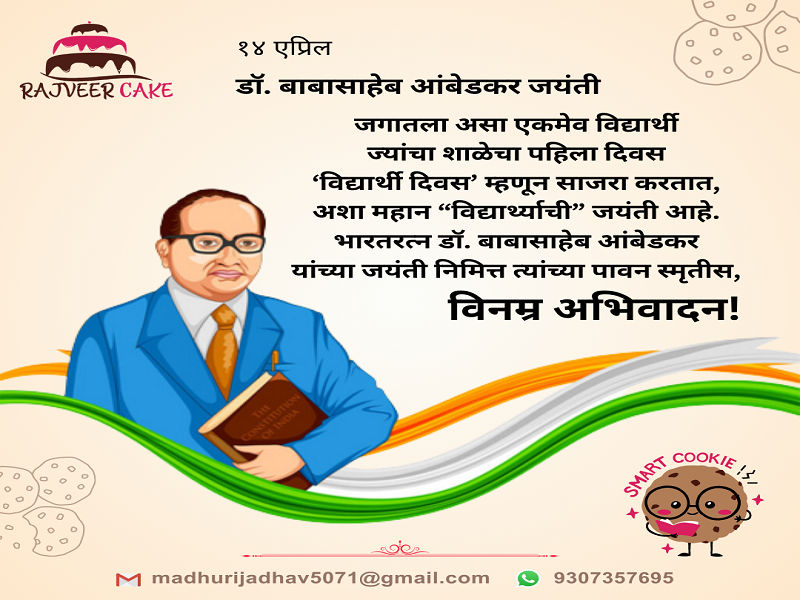 RAJVEER CAKE
१४ एप्रिल
डॉ. बाबासाहेब आंबेडकर जयंती
जगातला असा एकमेव विद्यार्थी
ज्यांचा शाळेचा पहिला दिवस
‘विद्यार्थी दिवस’ म्हणून साजरा करतात,
अशा महान “विद्यार्थ्याची” जयंती आहे.
भारतरत्न डॉ. बाबासाहेब आंबेडकर
यांच्या जयंती निमित्त त्यांच्या पावन स्मृतीस,
विनम्र अभिवादन!
THE
CONSTITUTION
OF INDIA
SMART COOKIE
madhurijadhav5071@gmail.com
9307357695